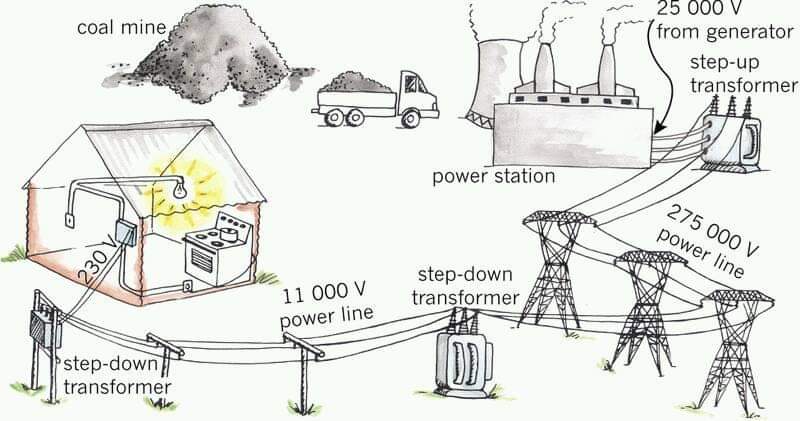 coal mine
25 000 V
from generator
step-up
transformer
power station
275 000 V
power line
step-down
transformer
11 000 V
power line
230 V
step-down
transformer